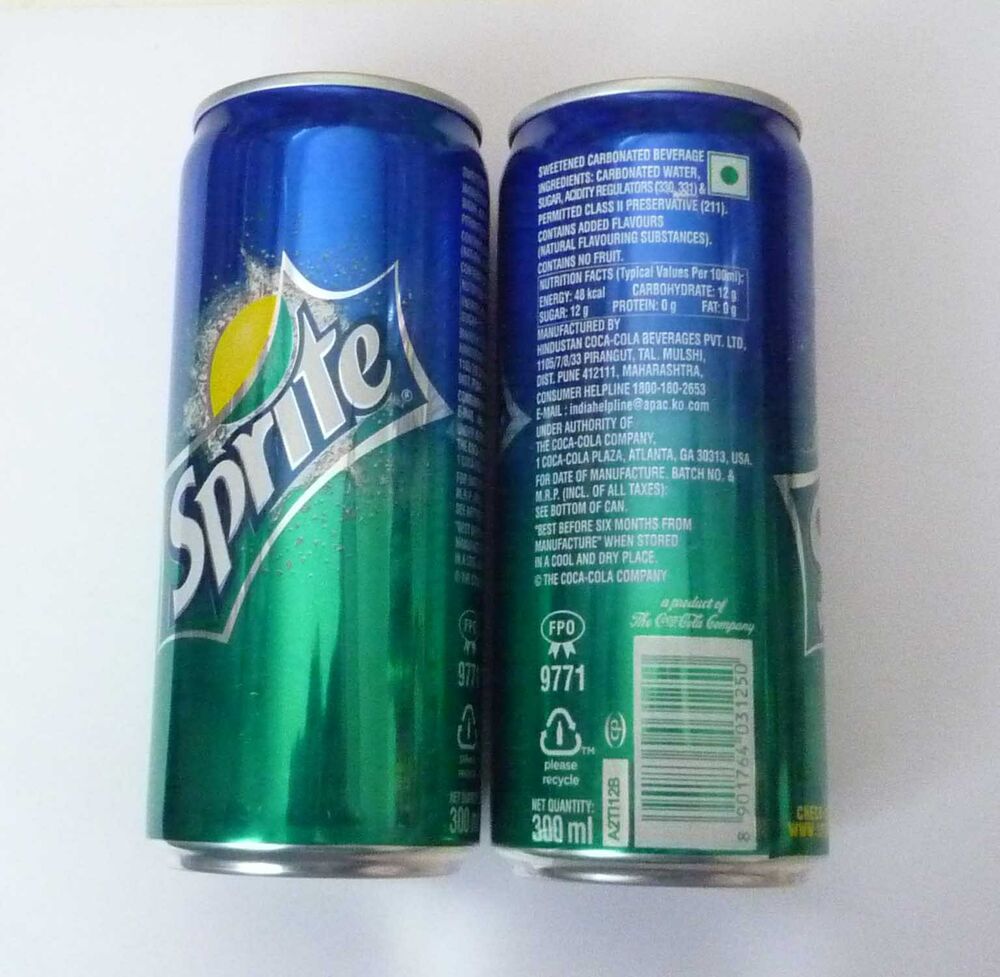 Sprite
®
SWEETENED CARBONATED BEVERAGE
INGREDIENTS: CARBONATED WATER,
SUGAR, ACIDITY REGULATORS (330, 331) &
PERMITTED CLASS II PRESERVATIVE (211).
CONTAINS ADDED FLAVOURS
(NATURAL FLAVOURING SUBSTANCES).
CONTAINS NO FRUIT.
NUTRITION FACTS (Typical Values Per 100ml):
ENERGY: 48 kcal CARBOHYDRATE: 12 g
SUGAR: 12 g PROTEIN: 0 g FAT: 0 g
MANUFACTURED BY
HINDUSTAN COCA-COLA BEVERAGES PVT. LTD,
1105/7/8/33 PIRANGUT, TAL. MULSHI,
DIST. PUNE 412111, MAHARASHTRA,
CONSUMER HELPLINE 1800-180-2653
E-MAIL : indiahelpline@apac.ko.com
UNDER AUTHORITY OF
THE COCA-COLA COMPANY,
1 COCA-COLA PLAZA, ATLANTA, GA 30313, USA.
FOR DATE OF MANUFACTURE. BATCH NO. &
M.R.P. (INCL. OF ALL TAXES):
SEE BOTTOM OF CAN.
"BEST BEFORE SIX MONTHS FROM
MANUFACTURE" WHEN STORED
IN A COOL AND DRY PLACE.
© THE COCA-COLA COMPANY
a product of
The Coca-Cola Company
FPO
9771
TM
please
recycle
NET QUANTITY:
300 ml
AZT112B
8 901764 031250